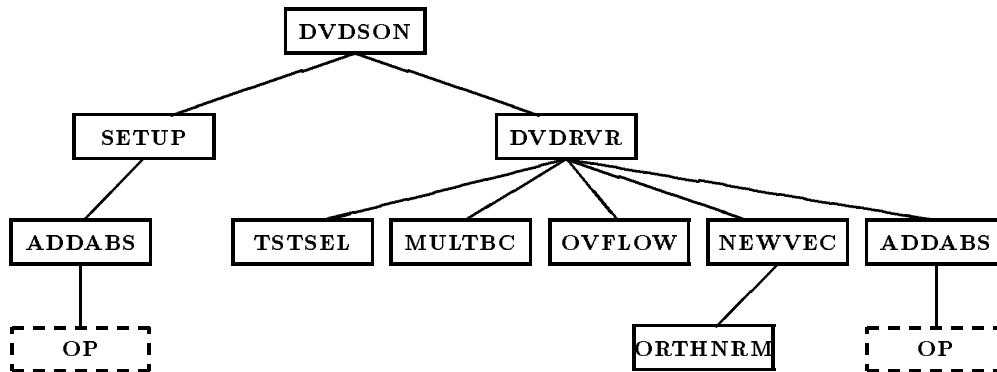 DVDSON
SETUP
DVDRVR
ADDABS
TSTSEL
MULTBC
OVFLOW
NEWVEC
ADDABS
OP
ORTHNRM
OP